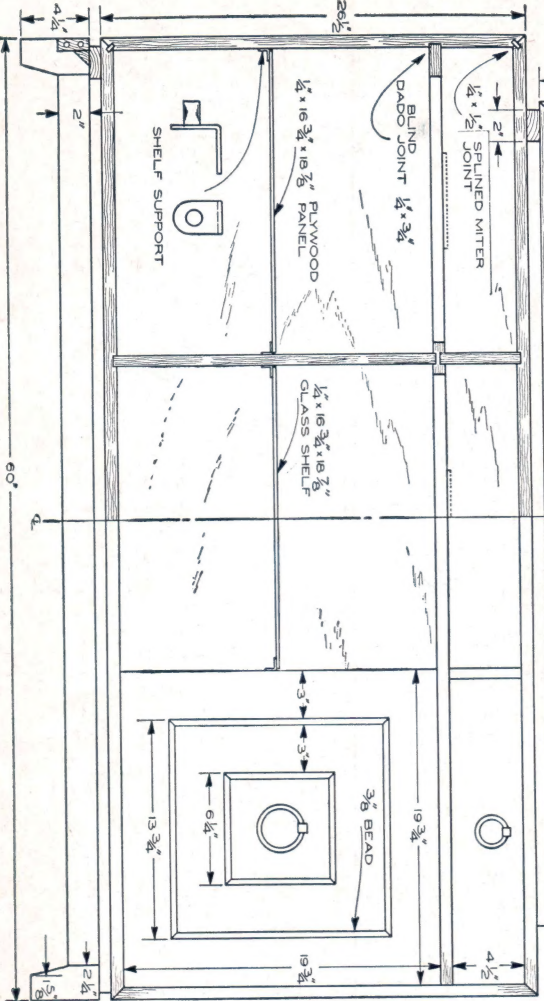 26½"
4¼"
2"
60"
SHELF SUPPORT
¼" x 16¾" x 18⅞" PLYWOOD
PANEL
BLIND
DADO JOINT ¼" x ¾"
¼" x ½" SPLINED MITER
JOINT
2"
¼" x 16¾" x 18⅞"
GLASS SHELF
℄
3"
3"
6¼"
13¾"
⅜ BEAD
19¾"
19¾"
4½"
2¼"
1⅝"